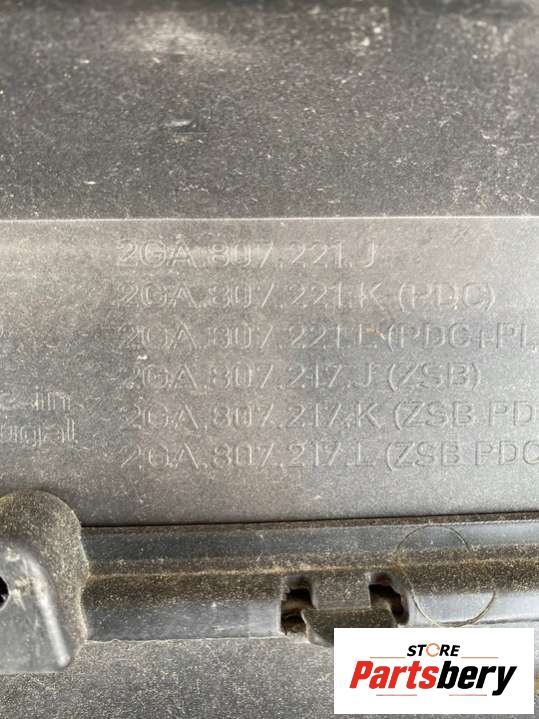 2GA.807.221.J
2GA.807.221.K (PDC)
2GA.807.221.L (PDC+PL
2GA.807.217.J (ZSB)
in 2GA.807.217.K (ZSB PD
2GA.807.217.L (ZSB PDC
STORE
Partsbery